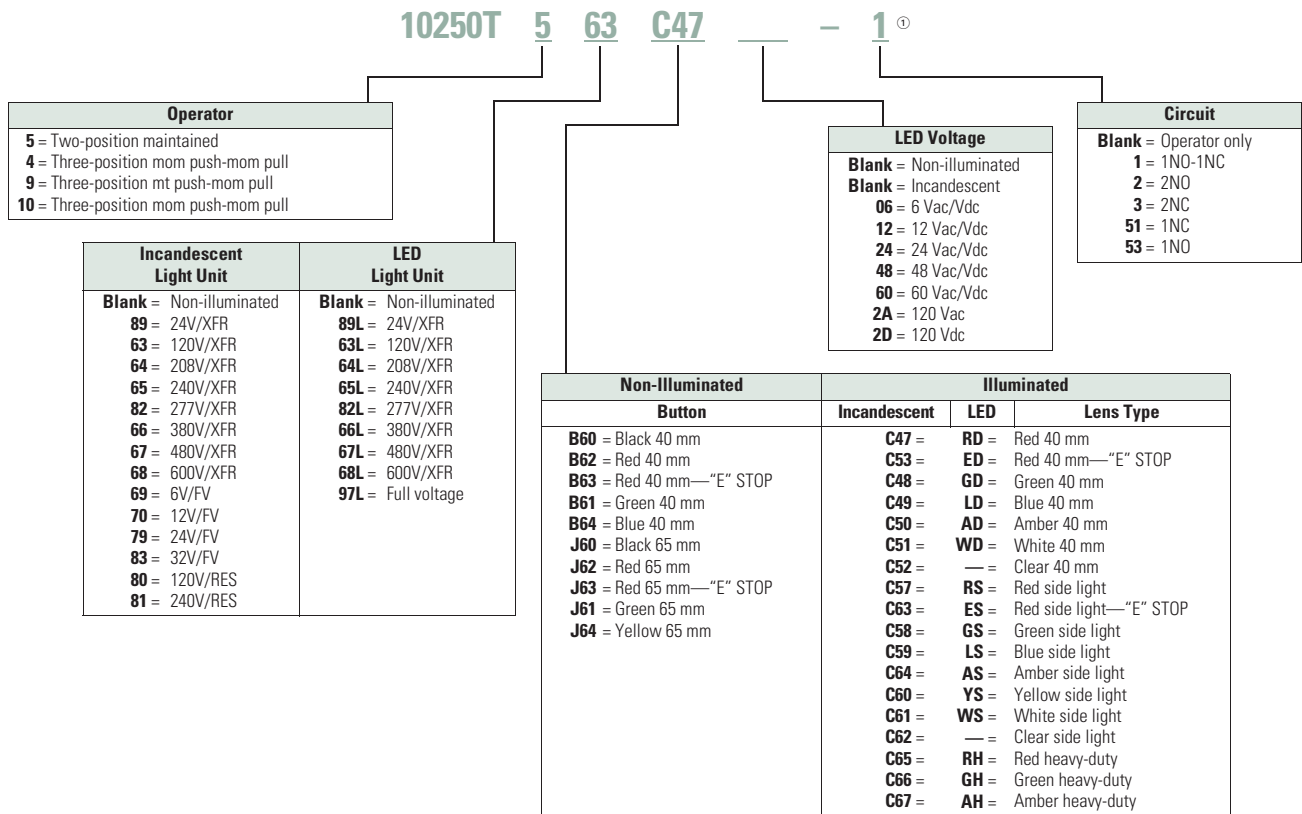 10250T 5 63 C47 ___ – 1 ①
Operator
5 = Two-position maintained
4 = Three-position mom push-mom pull
9 = Three-position mt push-mom pull
10 = Three-position mom push-mom pull
Incandescent
Light Unit
Blank = Non-illuminated
89 = 24V/XFR
63 = 120V/XFR
64 = 208V/XFR
65 = 240V/XFR
82 = 277V/XFR
66 = 380V/XFR
67 = 480V/XFR
68 = 600V/XFR
69 = 6V/FV
70 = 12V/FV
79 = 24V/FV
83 = 32V/FV
80 = 120V/RES
81 = 240V/RES
LED
Light Unit
Blank = Non-illuminated
89L = 24V/XFR
63L = 120V/XFR
64L = 208V/XFR
65L = 240V/XFR
82L = 277V/XFR
66L = 380V/XFR
67L = 480V/XFR
68L = 600V/XFR
97L = Full voltage
LED Voltage
Blank = Non-illuminated
Blank = Incandescent
06 = 6 Vac/Vdc
12 = 12 Vac/Vdc
24 = 24 Vac/Vdc
48 = 48 Vac/Vdc
60 = 60 Vac/Vdc
2A = 120 Vac
2D = 120 Vdc
Circuit
Blank = Operator only
1 = 1NO-1NC
2 = 2NO
3 = 2NC
51 = 1NC
53 = 1NO
Non-Illuminated
Button
B60 = Black 40 mm
B62 = Red 40 mm
B63 = Red 40 mm—“E” STOP
B61 = Green 40 mm
B64 = Blue 40 mm
J60 = Black 65 mm
J62 = Red 65 mm
J63 = Red 65 mm—“E” STOP
J61 = Green 65 mm
J64 = Yellow 65 mm
Illuminated
Incandescent LED Lens Type
C47 = RD = Red 40 mm
C53 = ED = Red 40 mm—“E” STOP
C48 = GD = Green 40 mm
C49 = LD = Blue 40 mm
C50 = AD = Amber 40 mm
C51 = WD = White 40 mm
C52 = — = Clear 40 mm
C57 = RS = Red side light
C63 = ES = Red side light—“E” STOP
C58 = GS = Green side light
C59 = LS = Blue side light
C64 = AS = Amber side light
C60 = YS = Yellow side light
C61 = WS = White side light
C62 = — = Clear side light
C65 = RH = Red heavy-duty
C66 = GH = Green heavy-duty
C67 = AH = Amber heavy-duty